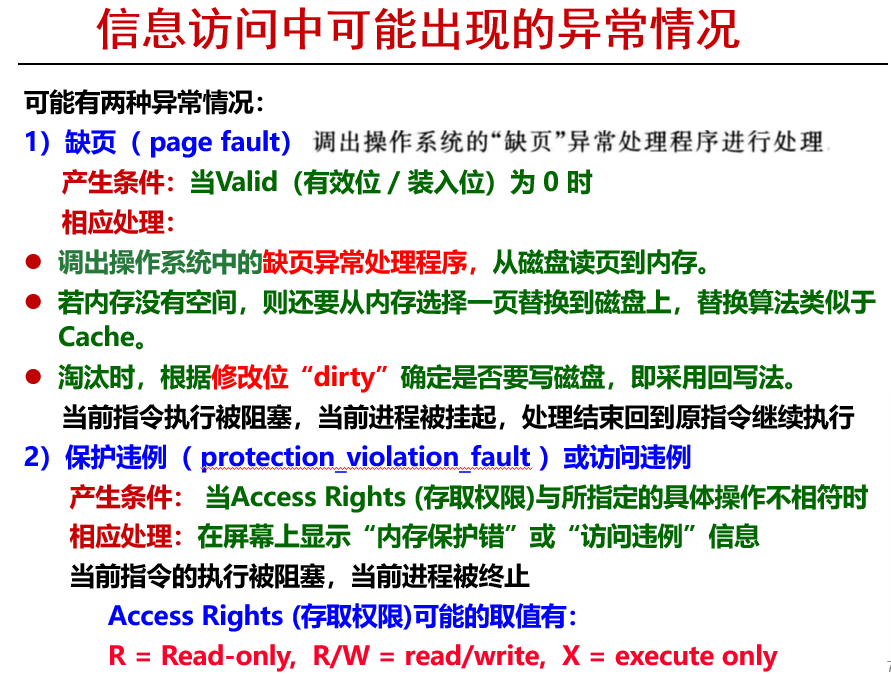 信息访问中可能出现的异常情况
可能有两种异常情况：
1）缺页（ page fault） 调出操作系统的“缺页”异常处理程序进行处理
产生条件：当Valid（有效位 / 装入位）为 0 时
相应处理：
● 调出操作系统中的缺页异常处理程序，从磁盘读页到内存。
● 若内存没有空间，则还要从内存选择一页替换到磁盘上，替换算法类似于
Cache。
● 淘汰时，根据修改位“dirty”确定是否要写磁盘，即采用回写法。
当前指令执行被阻塞，当前进程被挂起，处理结束回到原指令继续执行
2）保护违例（ protection_violation_fault ）或访问违例
产生条件： 当Access Rights (存取权限)与所指定的具体操作不相符时
相应处理：在屏幕上显示“内存保护错”或“访问违例”信息
当前指令的执行被阻塞，当前进程被终止
Access Rights (存取权限)可能的取值有：
R = Read-only, R/W = read/write, X = execute only